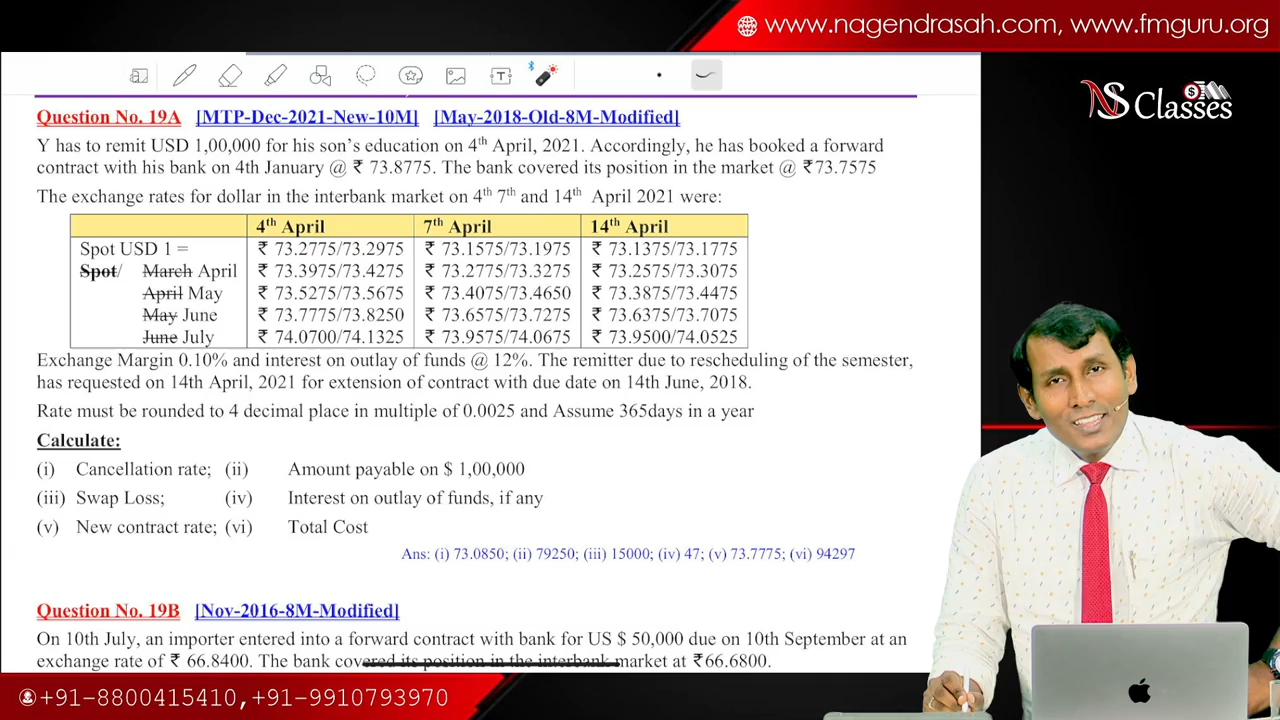 www.nagendrasah.com, www.fmguru.org
NS Classes
Question No. 19A [MTP-Dec-2021-New-10M] [May-2018-Old-8M-Modified]
Y has to remit USD 1,00,000 for his son's education on 4th April, 2021. Accordingly, he has booked a forward
contract with his bank on 4th January @ ₹ 73.8775. The bank covered its position in the market @ ₹73.7575
The exchange rates for dollar in the interbank market on 4th 7th and 14th April 2021 were:
4th April 7th April 14th April
Spot USD 1 = ₹ 73.2775/73.2975 ₹ 73.1575/73.1975 ₹ 73.1375/73.1775
Spot/ March April ₹ 73.3975/73.4275 ₹ 73.2775/73.3275 ₹ 73.2575/73.3075
April May ₹ 73.5275/73.5675 ₹ 73.4075/73.4650 ₹ 73.3875/73.4475
May June ₹ 73.7775/73.8250 ₹ 73.6575/73.7275 ₹ 73.6375/73.7075
June July ₹ 74.0700/74.1325 ₹ 73.9575/74.0675 ₹ 73.9500/74.0525
Exchange Margin 0.10% and interest on outlay of funds @ 12%. The remitter due to rescheduling of the semester,
has requested on 14th April, 2021 for extension of contract with due date on 14th June, 2018.
Rate must be rounded to 4 decimal place in multiple of 0.0025 and Assume 365days in a year
Calculate:
(i) Cancellation rate; (ii) Amount payable on $ 1,00,000
(iii) Swap Loss; (iv) Interest on outlay of funds, if any
(v) New contract rate; (vi) Total Cost
Ans: (i) 73.0850; (ii) 79250; (iii) 15000; (iv) 47; (v) 73.7775; (vi) 94297
Question No. 19B [Nov-2016-8M-Modified]
On 10th July, an importer entered into a forward contract with bank for US $ 50,000 due on 10th September at an
exchange rate of ₹ 66.8400. The bank covered its position in the interbank market at ₹66.6800.
+91-8800415410,+91-9910793970